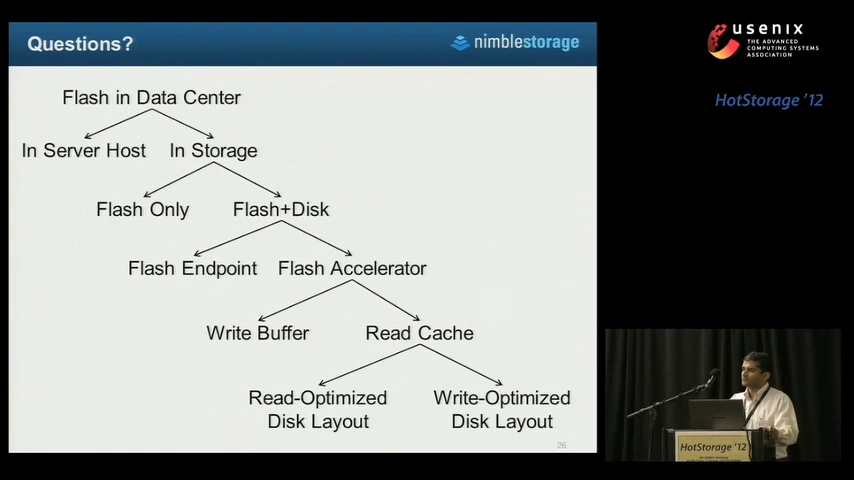 Questions?
nimblestorage
Flash in Data Center
In Server Host
In Storage
Flash Only
Flash+Disk
Flash Endpoint
Flash Accelerator
Write Buffer
Read Cache
Read-Optimized
Disk Layout
Write-Optimized
Disk Layout
26
usenix
THE ADVANCED
COMPUTING SYSTEMS
ASSOCIATION
HotStorage '12
HotStorage '12